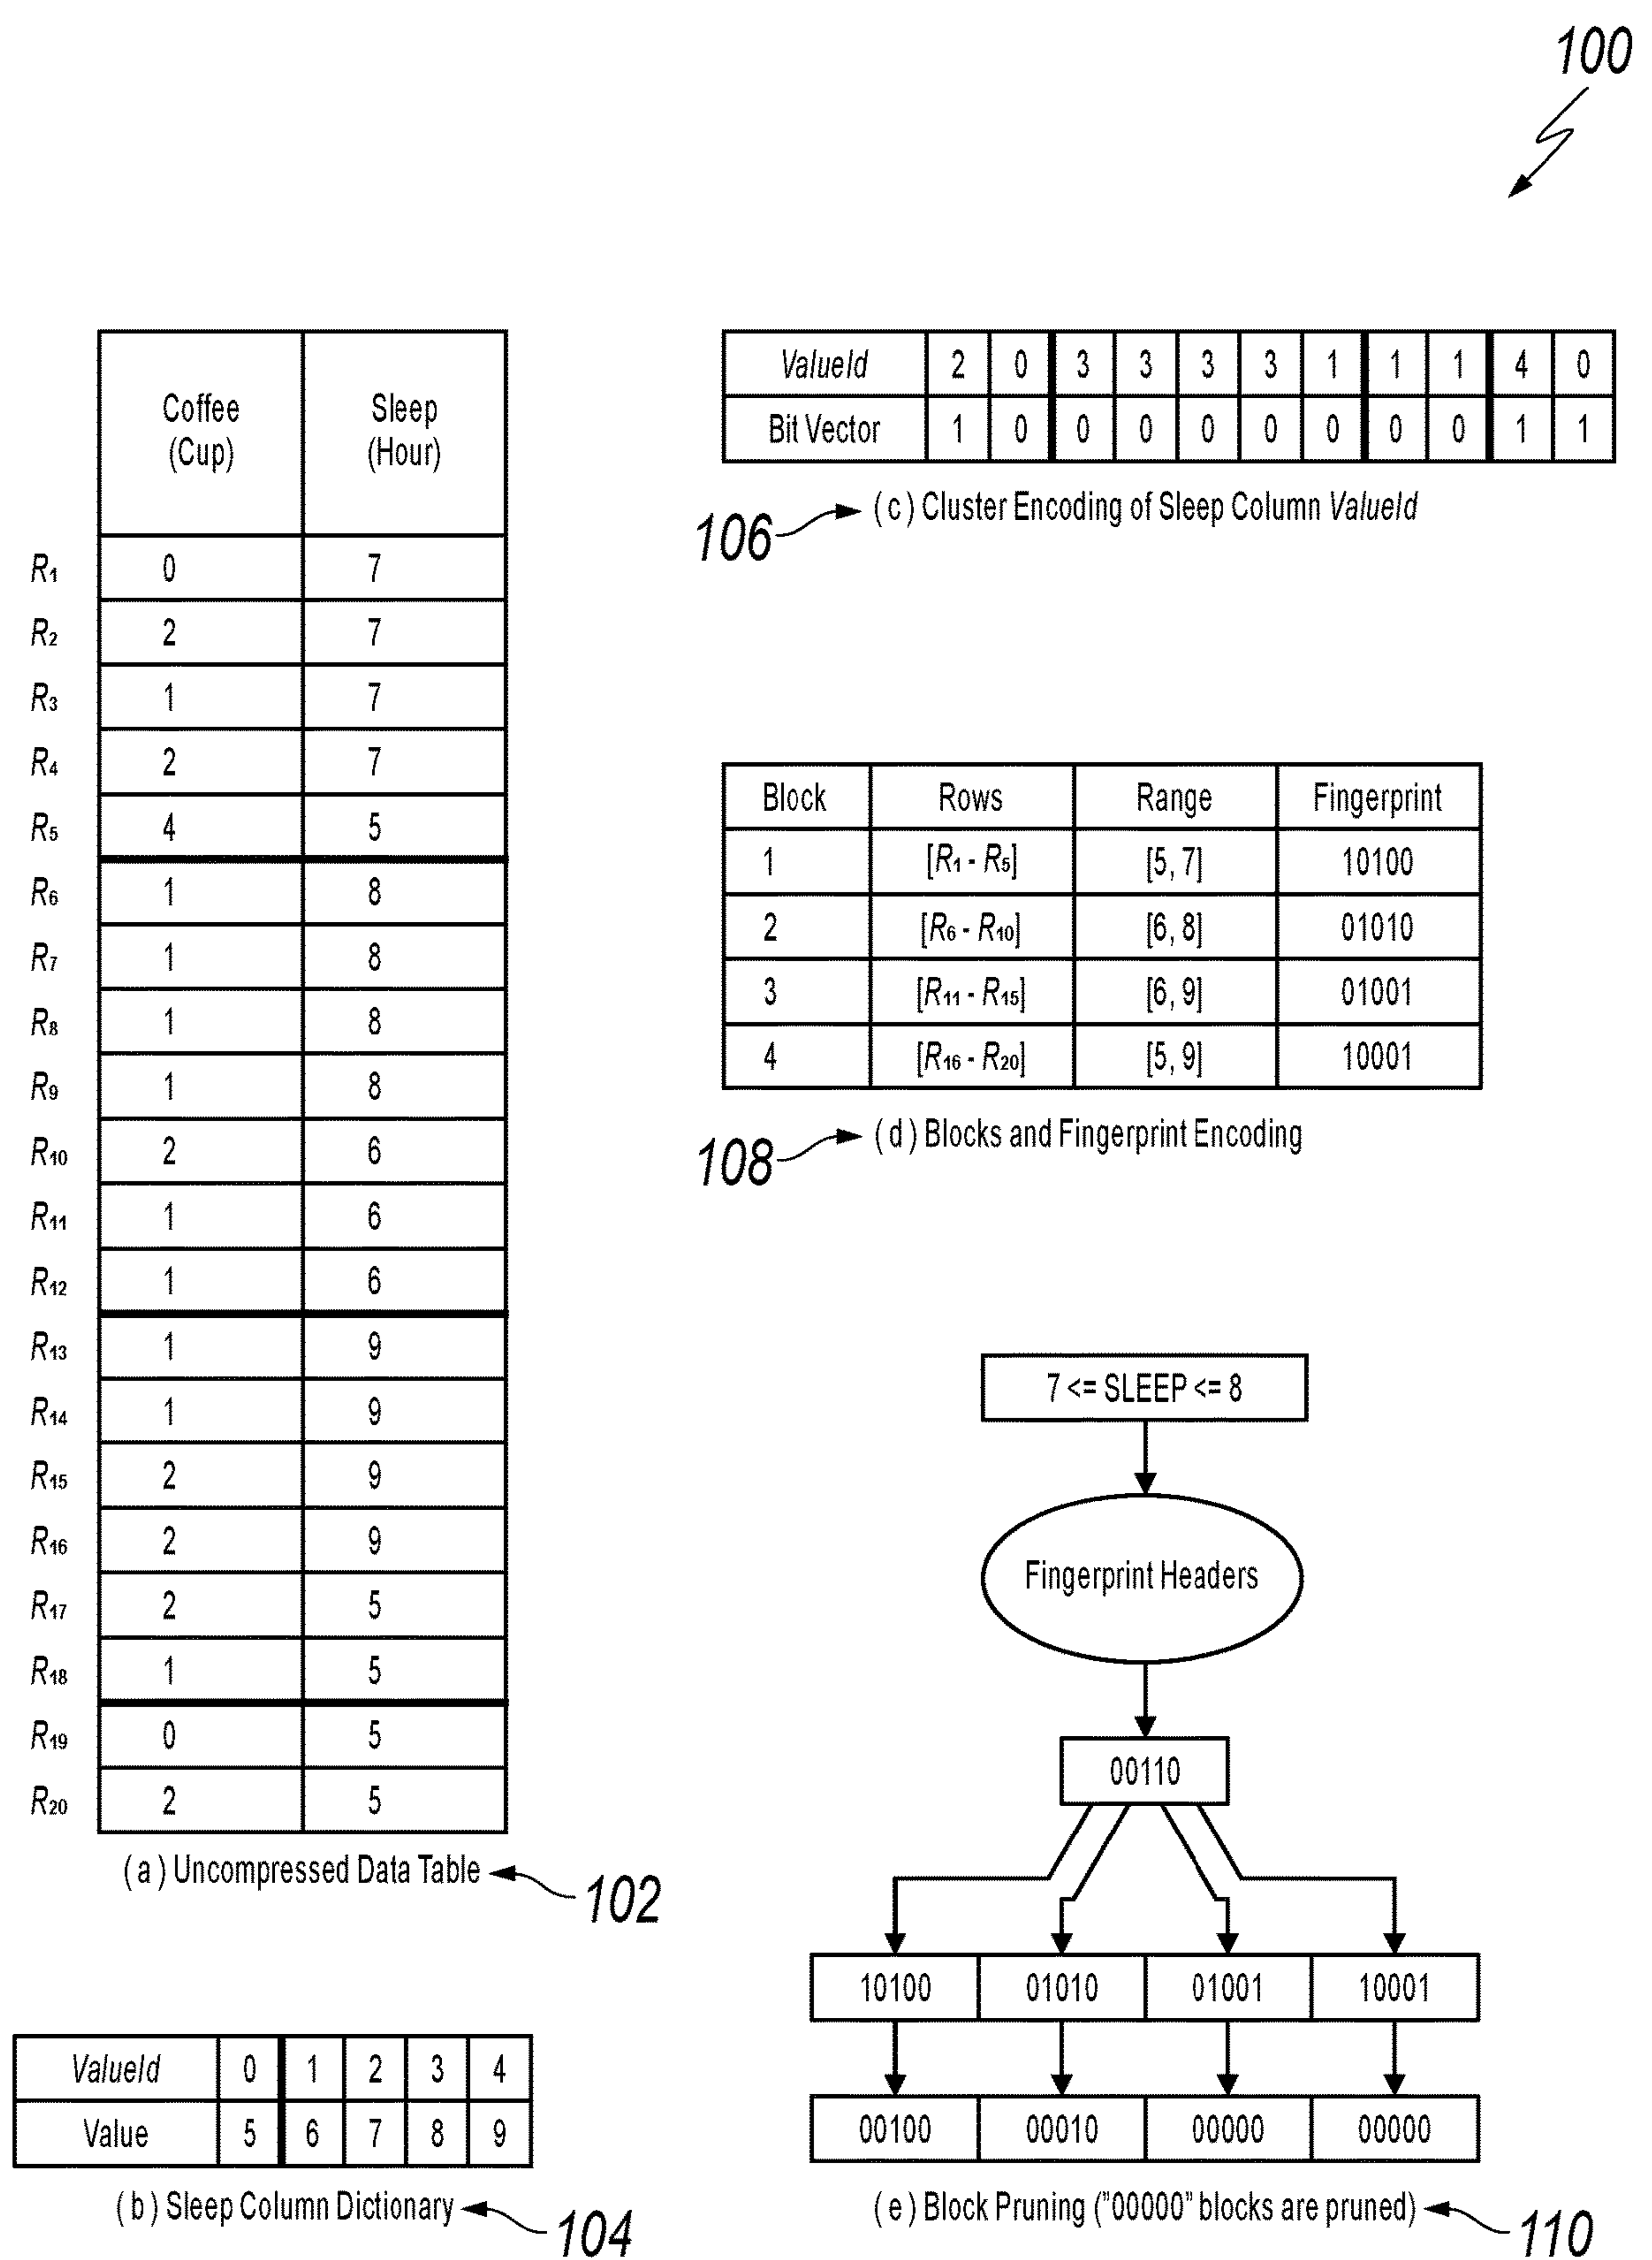 100
Coffee (Cup) Sleep (Hour)
R1 0 7
R2 2 7
R3 1 7
R4 2 7
R5 4 5
R6 1 8
R7 1 8
R8 1 8
R9 1 8
R10 2 6
R11 1 6
R12 1 6
R13 1 9
R14 1 9
R15 2 9
R16 2 9
R17 2 5
R18 1 5
R19 0 5
R20 2 5
(a) Uncompressed Data Table
102
ValueId 0 1 2 3 4
Value 5 6 7 8 9
(b) Sleep Column Dictionary
104
ValueId 2 0 3 3 3 3 1 1 1 4 0
Bit Vector 1 0 0 0 0 0 0 0 0 1 1
106
(c) Cluster Encoding of Sleep Column ValueId
Block Rows Range Fingerprint
1 [R1 - R5] [5, 7] 10100
2 [R6 - R10] [6, 8] 01010
3 [R11 - R15] [6, 9] 01001
4 [R16 - R20] [5, 9] 10001
108
(d) Blocks and Fingerprint Encoding
7 <= SLEEP <= 8
Fingerprint Headers
00110
10100 01010 01001 10001
00100 00010 00000 00000
(e) Block Pruning ("00000" blocks are pruned)
110